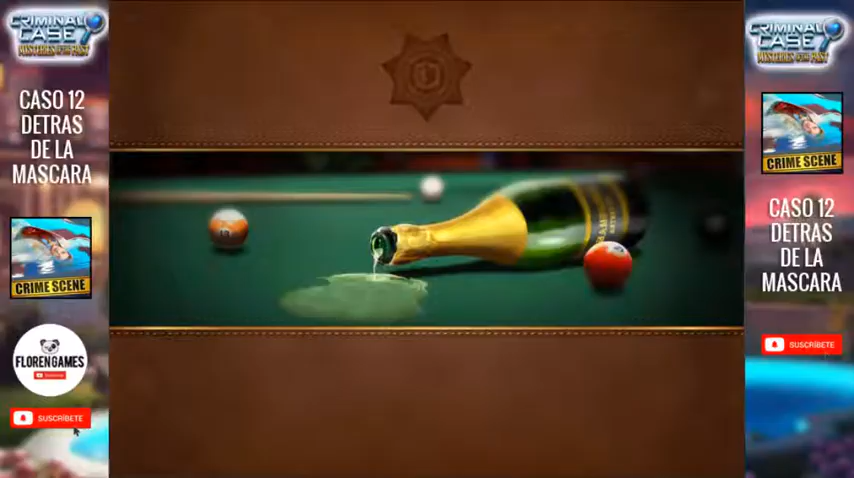 CRIMINAL
CASE
MYSTERIES OF THE PAST
CASO 12
DETRAS
DE LA
MASCARA
CRIME SCENE
FLORENGAMES
SUSCRÍBETE
CRIMINAL
CASE
MYSTERIES OF THE PAST
CRIME SCENE
CASO 12
DETRAS
DE LA
MASCARA
SUSCRÍBETE